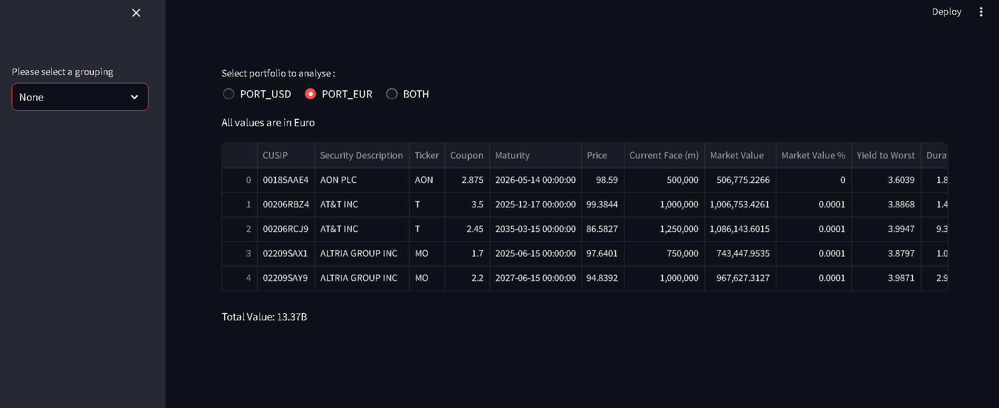 Deploy
Please select a grouping
None
Select portfolio to analyse :
PORT_USD PORT_EUR BOTH
All values are in Euro
CUSIP Security Description Ticker Coupon Maturity Price Current Face (m) Market Value Market Value % Yield to Worst Dura
0 00185AAE4 AON PLC AON 2.875 2026-05-14 00:00:00 98.59 500,000 506,775.2266 0 3.6039 1.8
1 00206RBZ4 AT&T INC T 3.5 2025-12-17 00:00:00 99.3844 1,000,000 1,006,753.4261 0.0001 3.8868 1.4
2 00206RCJ9 AT&T INC T 2.45 2035-03-15 00:00:00 86.5827 1,250,000 1,086,143.6015 0.0001 3.9947 9.3
3 02209SAX1 ALTRIA GROUP INC MO 1.7 2025-06-15 00:00:00 97.6401 750,000 743,447.9535 0.0001 3.8797 1.0
4 02209SAY9 ALTRIA GROUP INC MO 2.2 2027-06-15 00:00:00 94.8392 1,000,000 967,627.3127 0.0001 3.9871 2.9
Total Value: 13.37B